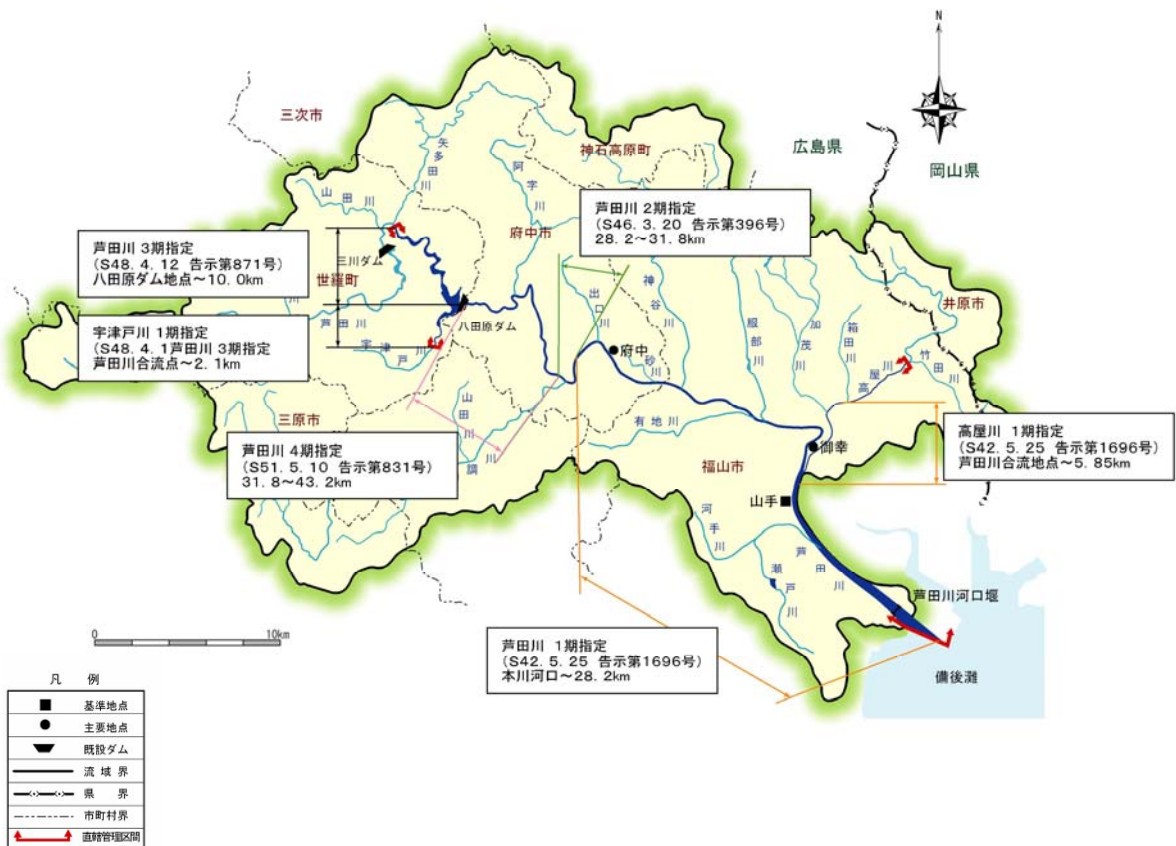 N
三次市
広島県
岡山県
神石高原町
矢多田川
山田川
阿字川
府中市
芦田川 2期指定
(S46. 3. 20 告示第396号)
28. 2～31. 8km
芦田川 3期指定
(S48. 4. 12 告示第871号)
八田原ダム地点～10. 0km
三川ダム
世羅町
川
芦田川
八田原ダム
宇津戸川
宇津戸川 1期指定
(S48. 4. 1芦田川 3期指定
芦田川合流点～2. 1km
出口川
神谷川
服部川
加茂川
箱田川
井原市
竹田川
高屋川
府中
砂川
有地川
三原市
山田川
調川
芦田川 4期指定
(S51. 5. 10 告示第831号)
31. 8～43. 2km
高屋川 1期指定
(S42. 5. 25 告示第1696号)
芦田川合流地点～5. 85km
御幸
福山市
山手
河手川
瀬戸川
芦田川
芦田川河口堰
備後灘
芦田川 1期指定
(S42. 5. 25 告示第1696号)
本川河口～28. 2km
0 10km
凡 例
基準地点
主要地点
既設ダム
流 域 界
県 界
市町村界
直轄管理区間